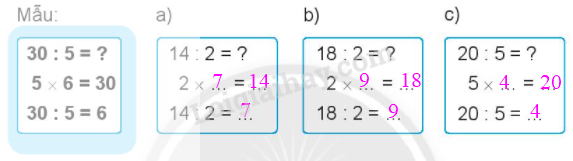 Mẫu: a) b) c)
30 : 5 = ? 14 : 2 = ? 18 : 2 = ? 20 : 5 = ?
5 × 6 = 30 2 × 7 = 14 2 × 9 = 18 5 × 4 = 20
30 : 5 = 6 14 : 2 = 7 18 : 2 = 9 20 : 5 = 4